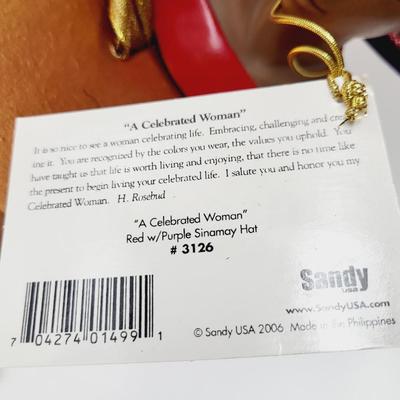 "A Celebrated Woman"
It is so nice to see a woman celebrating life. Embracing, challenging and
ine it. You are recognized by the colors you wear, the values you uphold. You
have taught us that life is worth living and enjoying, that there is no time like
the present to begin living your celebrated life. I salute you and honor you my
Celebrated Woman. H. Rosebud
"A Celebrated Woman"
Red w/Purple Sinamay Hat
# 3126
Sandy
USA
www.SandyUSA.com
© Sandy USA 2006 Made in the Philippines
7 04274 01499 1